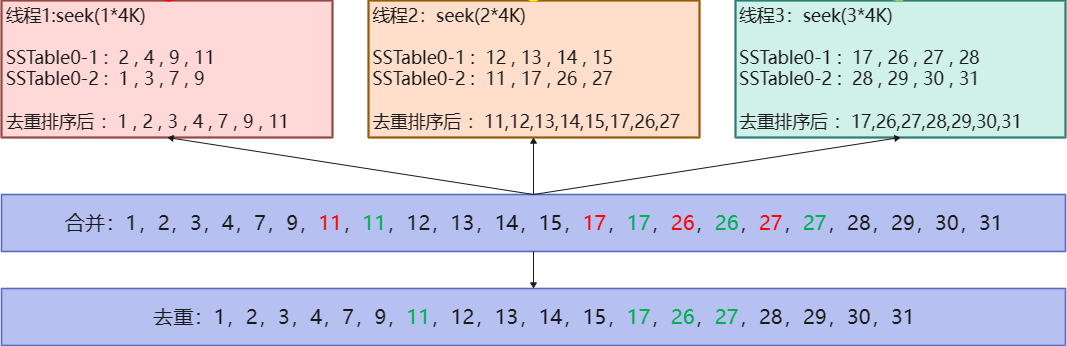 线程1:seek(1*4K)
SSTable0-1：2 , 4 , 9 , 11
SSTable0-2：1 , 3 , 7 , 9
去重排序后 ：1 , 2 , 3 , 4 , 7 , 9 , 11
线程2：seek(2*4K)
SSTable0-1：12 , 13 , 14 , 15
SSTable0-2：11 , 17 , 26 , 27
去重排序后 ：11,12,13,14,15,17,26,27
线程3：seek(3*4K)
SSTable0-1：17 , 26 , 27 , 28
SSTable0-2：28 , 29 , 30 , 31
去重排序后 ：17,26,27,28,29,30,31
合并：1，2，3，4，7，9，11，11，12，13，14，15，17，17，26，26，27，27，28，29，30，31
去重：1，2，3，4，7，9，11，12，13，14，15，17，26，27，28，29，30，31